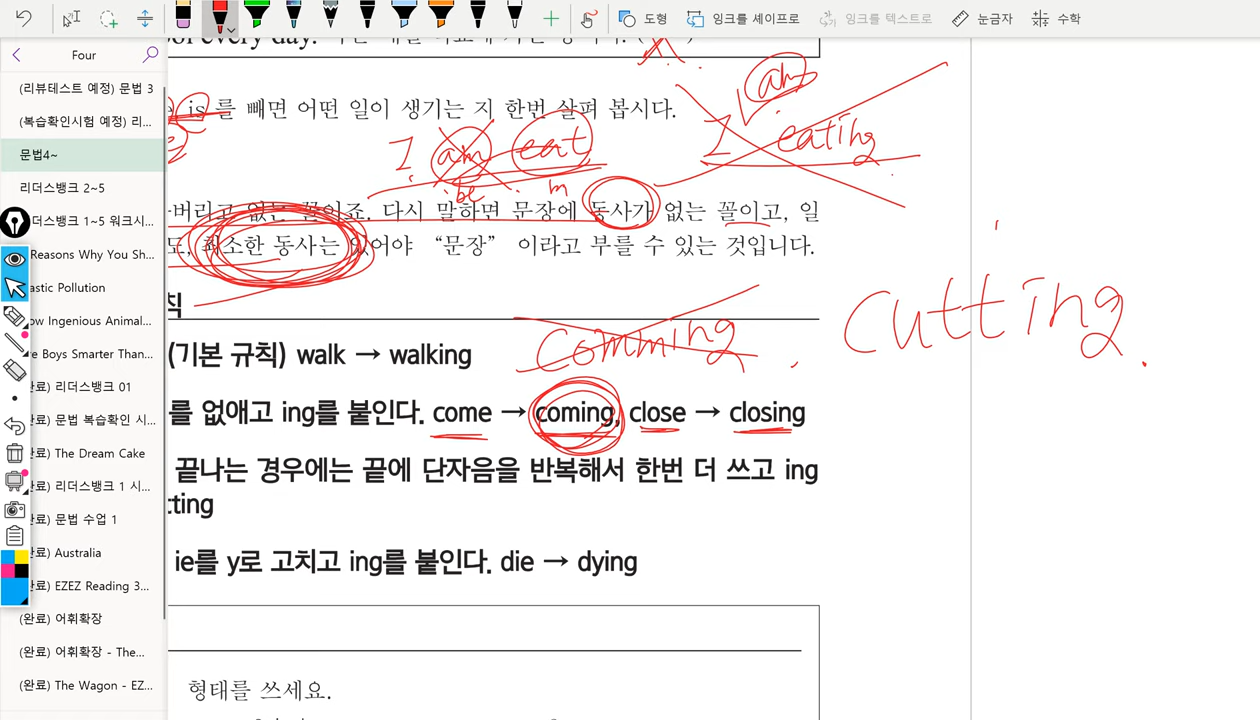 도형
잉크를 셰이프로
잉크를 텍스트로
눈금자
수학
Four
(리뷰테스트 예정) 문법 3
(복습확인시험 예정) 리...
문법4~
리더스뱅크 2~5
더스뱅크 1~5 워크시...
Reasons Why You Sh...
astic Pollution
ow Ingenious Animal...
re Boys Smarter Than...
료) 리더스뱅크 01
료) 문법 복습확인 시...
료) The Dream Cake
료) 리더스뱅크 1 시...
료) 문법 수업 1
료) Australia
료) EZEZ Reading 3...
(완료) 어휘확장
(완료) 어휘확장 - The...
(완료) The Wagon - EZ...
ol every day.
is 를 빼면 어떤 일이 생기는 지 한번 살펴 봅시다.
am
I am eat
I eating
be
버리고 없는 꼴이죠. 다시 말하면 문장에 동사가 없는 꼴이고, 일
도, 최소한 동사는 있어야 “문장” 이라고 부를 수 있는 것입니다.
칙
comming
cutting
(기본 규칙) walk → walking
를 없애고 ing를 붙인다. come → coming, close → closing
끝나는 경우에는 끝에 단자음을 반복해서 한번 더 쓰고 ing
tting
ie를 y로 고치고 ing를 붙인다. die → dying
형태를 쓰세요.